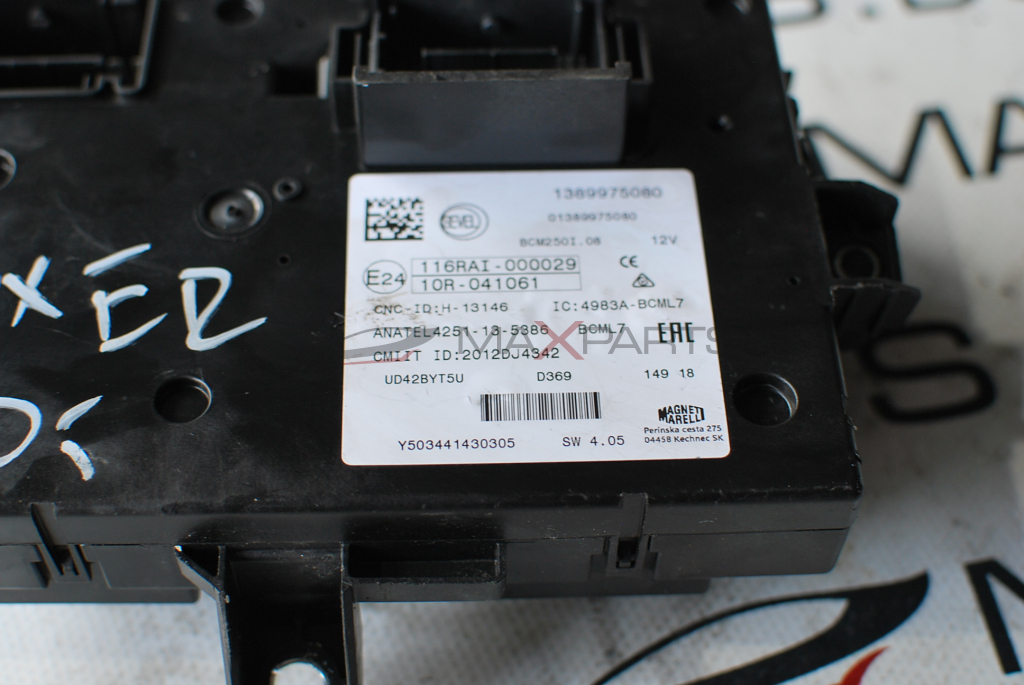 1389975080
SEVEL
01389975080
BCM250I.08 12V
E24 116RAI-000029 CE
10R-041061
CNC-ID:H-13146 IC:4983A-BCML7
ANATEL4251-13-5386 BCML7 EAC
MAXPARTS
CMIIT ID:2012DJ4342
UD42BYT5U D369 149 18
MAGNETI
MARELLI
Perinska cesta 275
04458 Kechnec SK
Y503441430305 SW 4.05